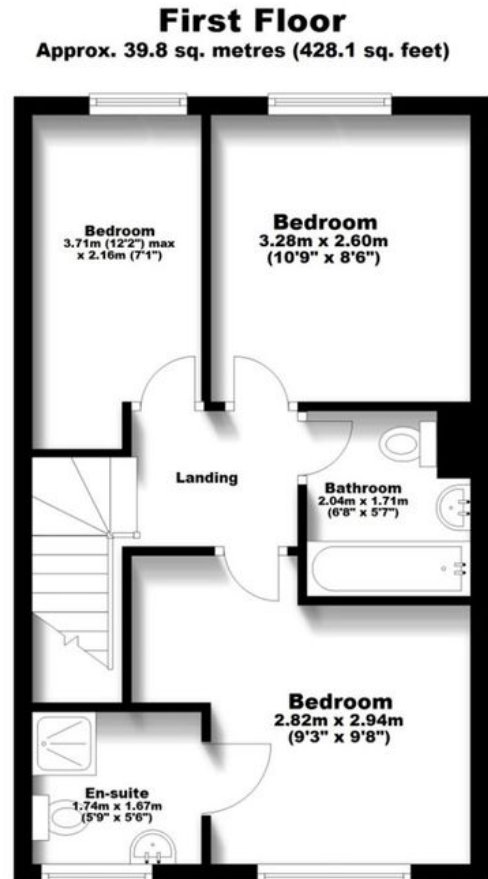 First Floor
Approx. 39.8 sq. metres (428.1 sq. feet)
Bedroom
3.71m (12'2") max
x 2.16m (7'1")
Bedroom
3.28m x 2.60m
(10'9" x 8'6")
Landing
Bathroom
2.04m x 1.71m
(6'8" x 5'7")
Bedroom
2.82m x 2.94m
(9'3" x 9'8")
En-suite
1.74m x 1.67m
(5'9" x 5'6")